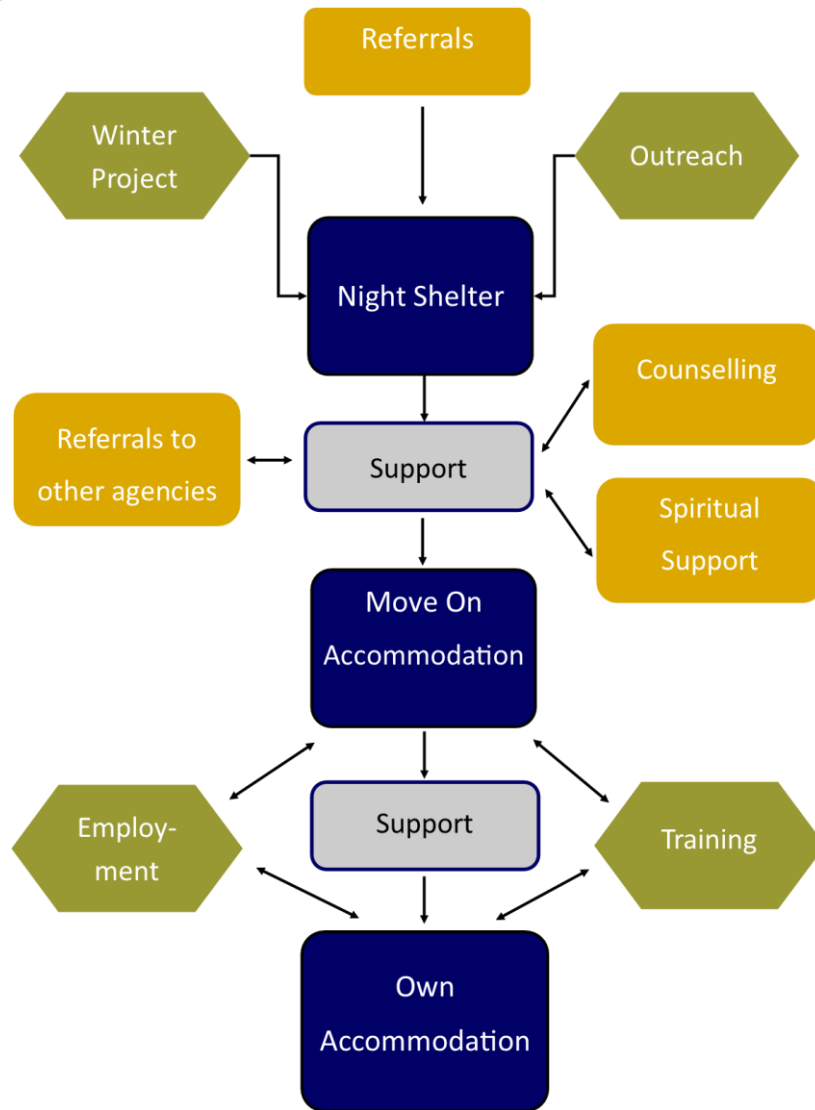 Referrals
Winter
Project
Outreach
Night Shelter
Counselling
Referrals to
other agencies
Support
Spiritual
Support
Move On
Accommodation
Employ-
ment
Support
Training
Own
Accommodation